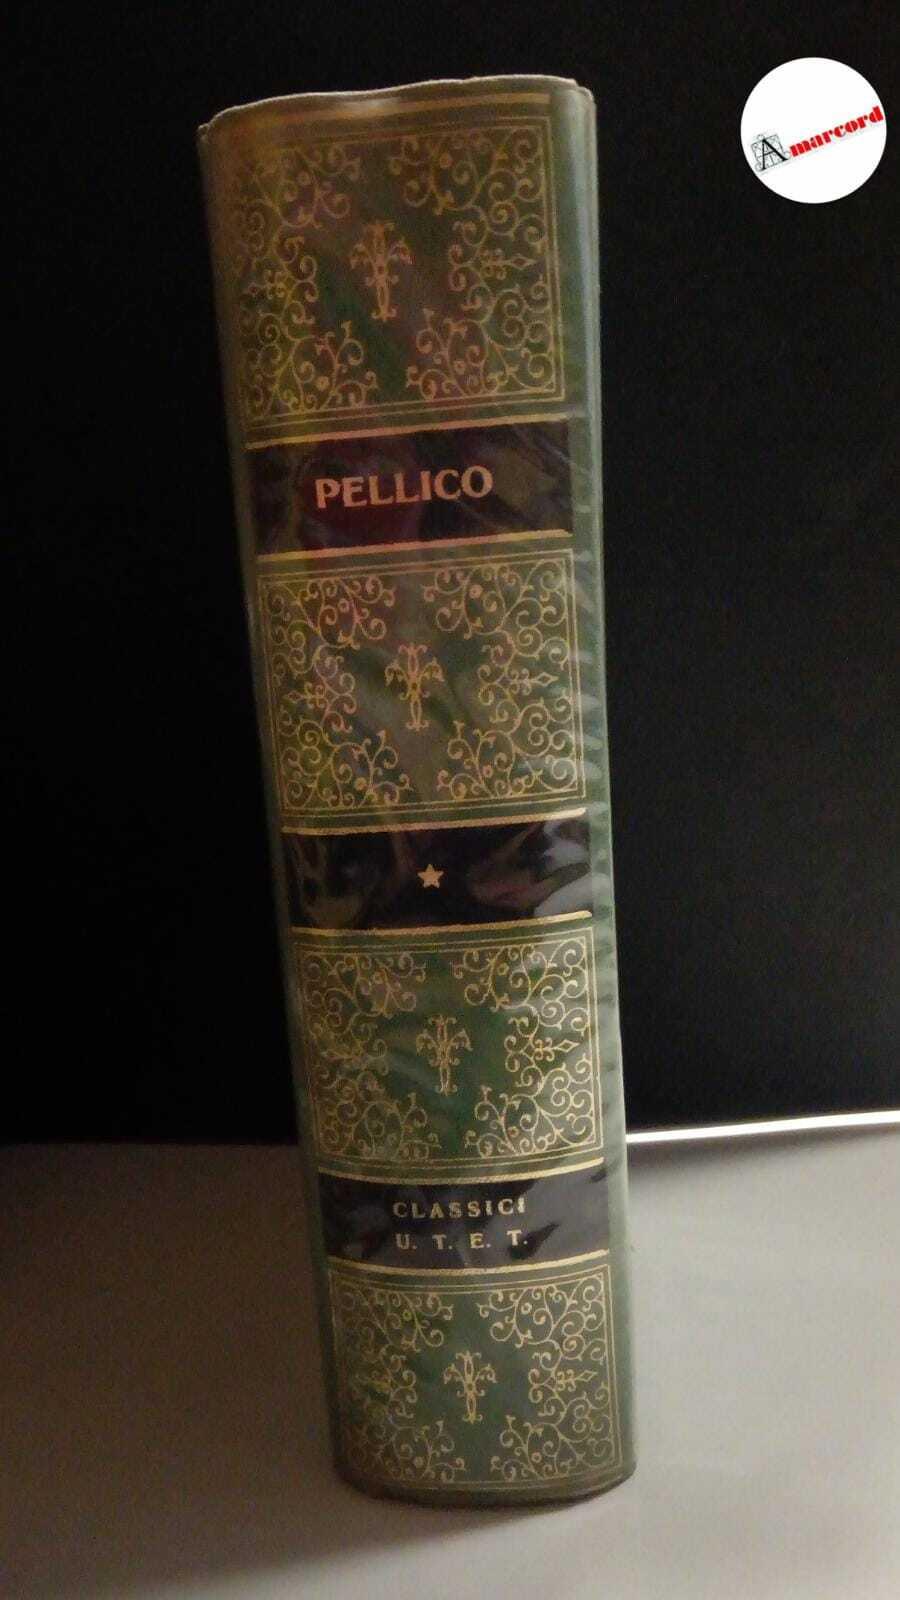 Amarcord
PELLICO
CLASSICI
U. T. E. T.